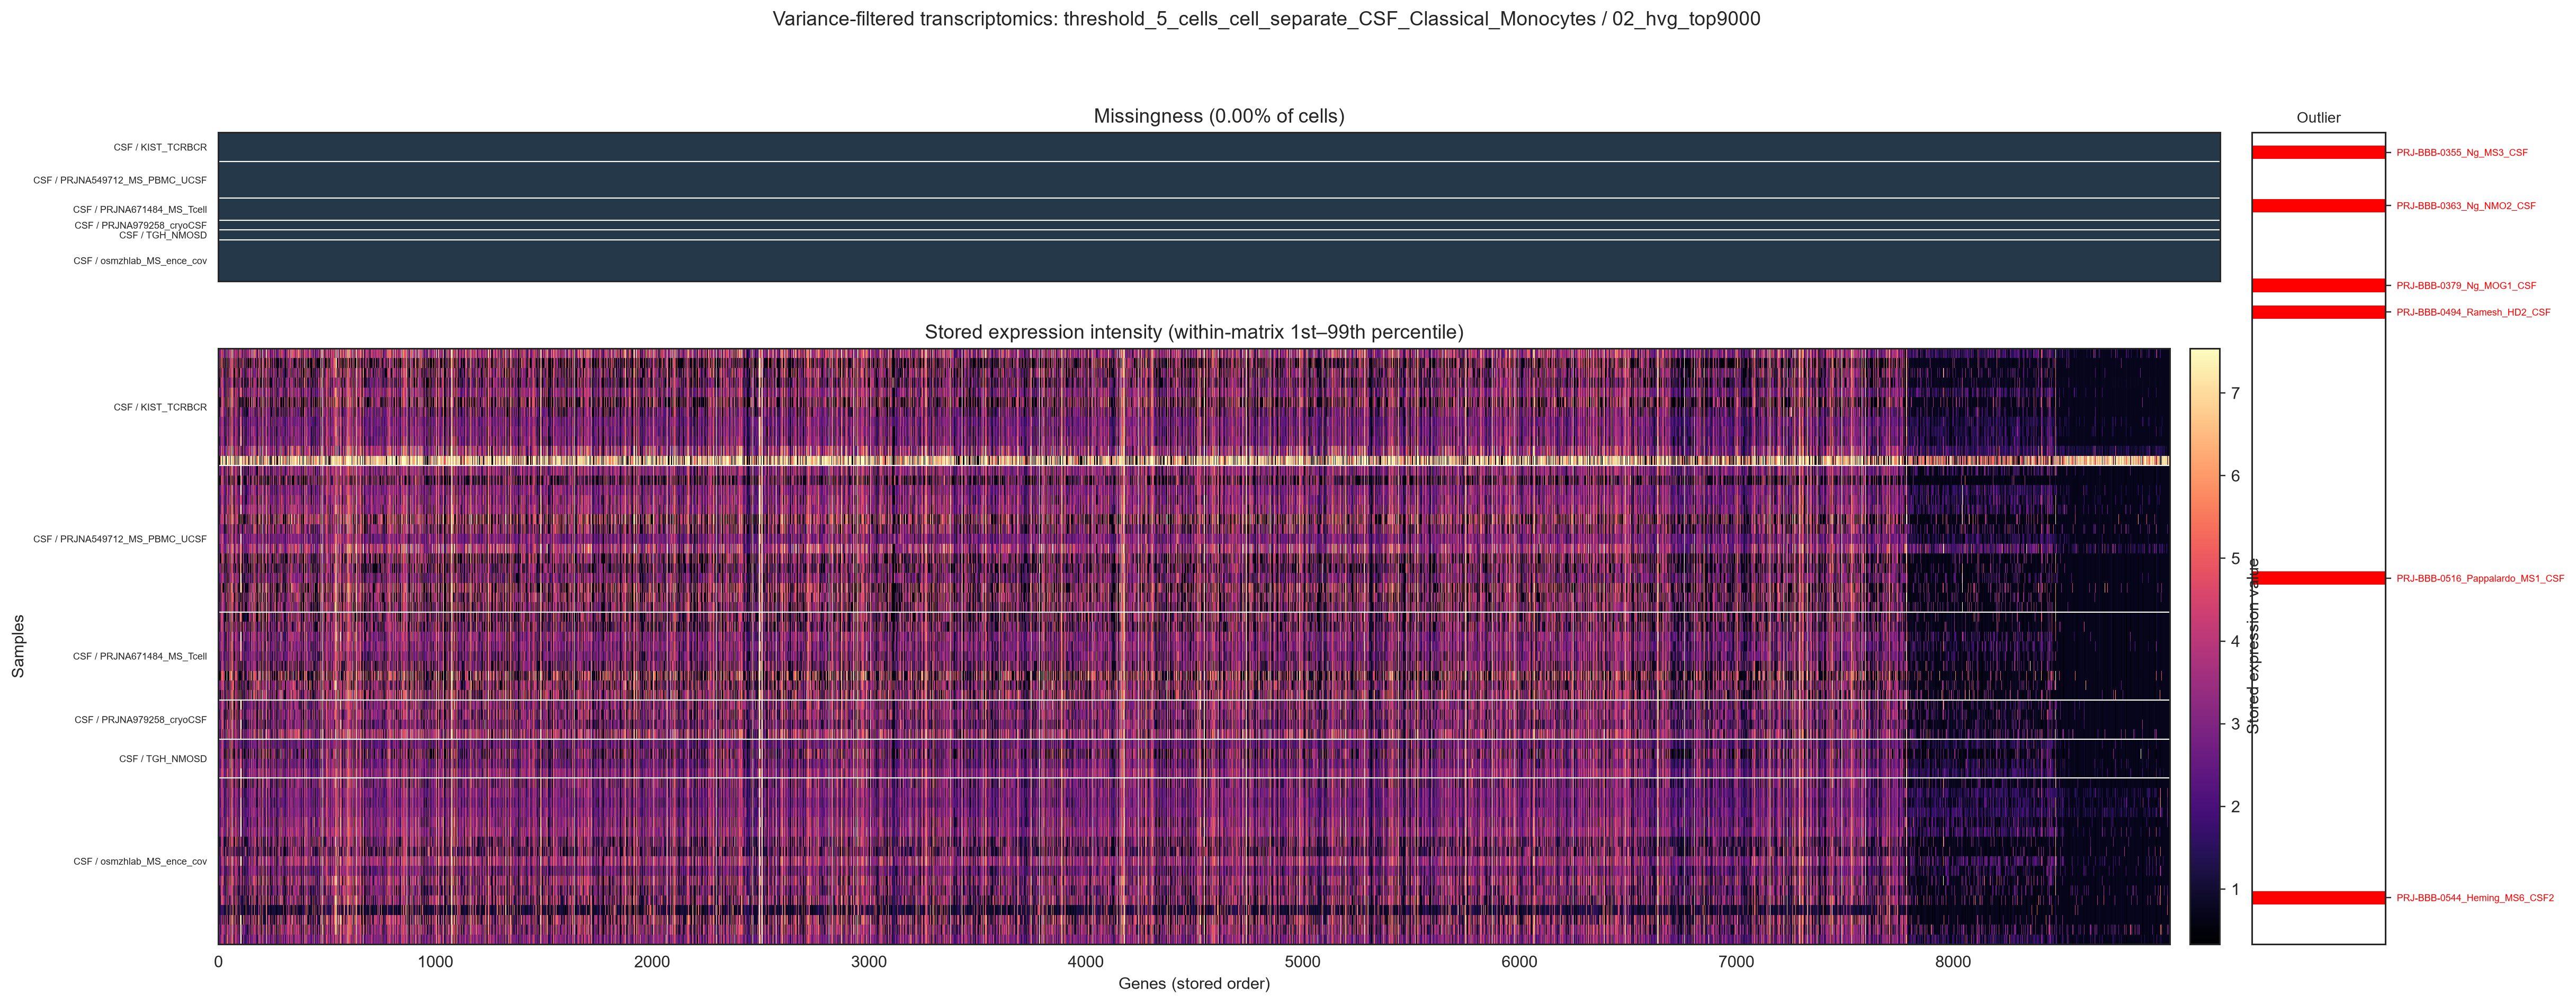 Variance-filtered transcriptomics: threshold_5_cells_cell_separate_CSF_Classical_Monocytes / 02_hvg_top9000
Missingness (0.00% of cells)
CSF / KIST_TCRBCR
CSF / PRJNA549712_MS_PBMC_UCSF
CSF / PRJNA671484_MS_Tcell
CSF / PRJNA979258_cryoCSF
CSF / TGH_NMOSD
CSF / osmzhlab_MS_ence_cov
Outlier
PRJ-BBB-0355_Ng_MS3_CSF
PRJ-BBB-0363_Ng_NMO2_CSF
PRJ-BBB-0379_Ng_MOG1_CSF
PRJ-BBB-0494_Ramesh_HD2_CSF
PRJ-BBB-0516_Pappalardo_MS1_CSF
PRJ-BBB-0544_Heming_MS6_CSF2
Stored expression intensity (within-matrix 1st–99th percentile)
Samples
CSF / KIST_TCRBCR
CSF / PRJNA549712_MS_PBMC_UCSF
CSF / PRJNA671484_MS_Tcell
CSF / PRJNA979258_cryoCSF
CSF / TGH_NMOSD
CSF / osmzhlab_MS_ence_cov
0 1000 2000 3000 4000 5000 6000 7000 8000
Genes (stored order)
7
6
5
4
3
2
1
Stored expression value